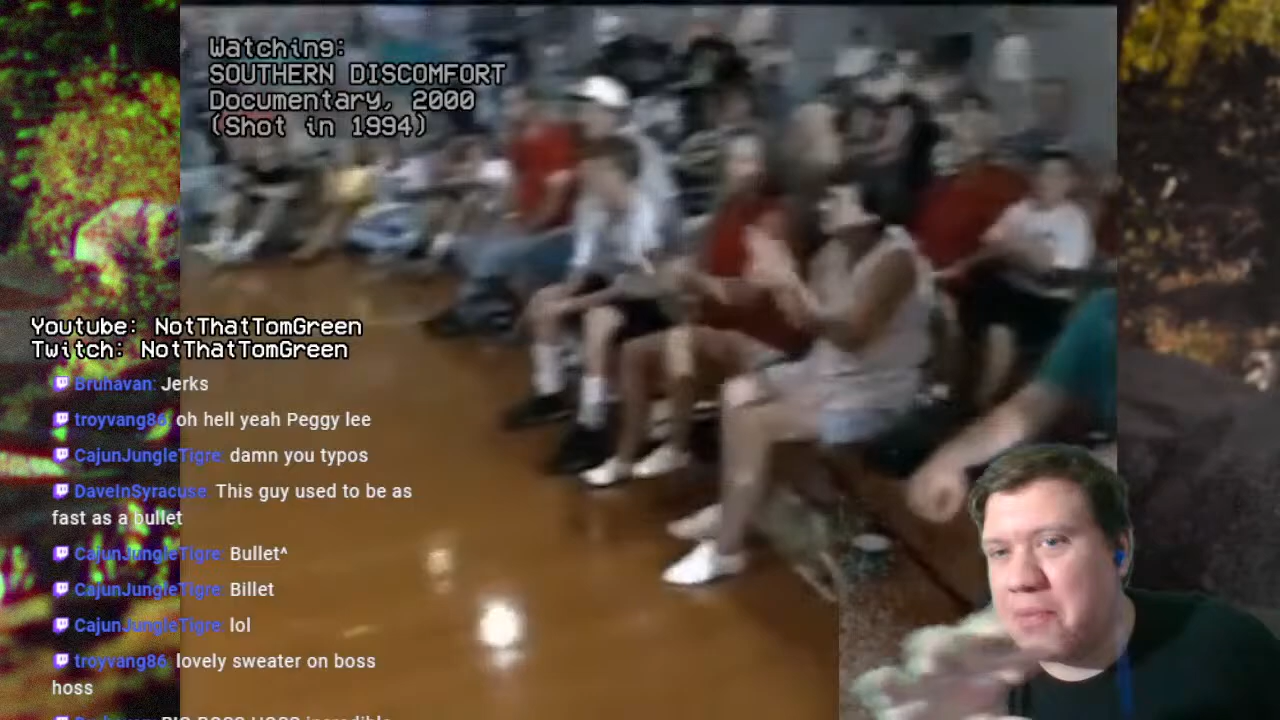 Watching:
SOUTHERN DISCOMFORT
Documentary, 2000
(Shot in 1994)
Youtube: NotThatTomGreen
Twitch: NotThatTomGreen
Bruhavan: Jerks
troyvang86: oh hell yeah Peggy lee
CajunJungleTigre: damn you typos
DaveInSyracuse: This guy used to be as
fast as a bullet
CajunJungleTigre: Bullet^
CajunJungleTigre: Billet
CajunJungleTigre: lol
troyvang86: lovely sweater on boss
hoss